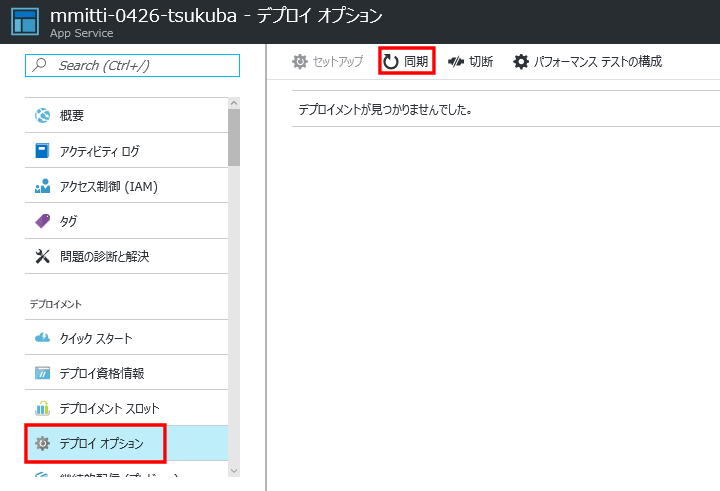 mmitti-0426-tsukuba - デプロイ オプション
App Service
Search (Ctrl+/)
セットアップ 同期 切断 パフォーマンス テストの構成
デプロイメントが見つかりませんでした。
概要
アクティビティ ログ
アクセス制御 (IAM)
タグ
問題の診断と解決
デプロイメント
クイック スタート
デプロイ資格情報
デプロイメント スロット
デプロイ オプション